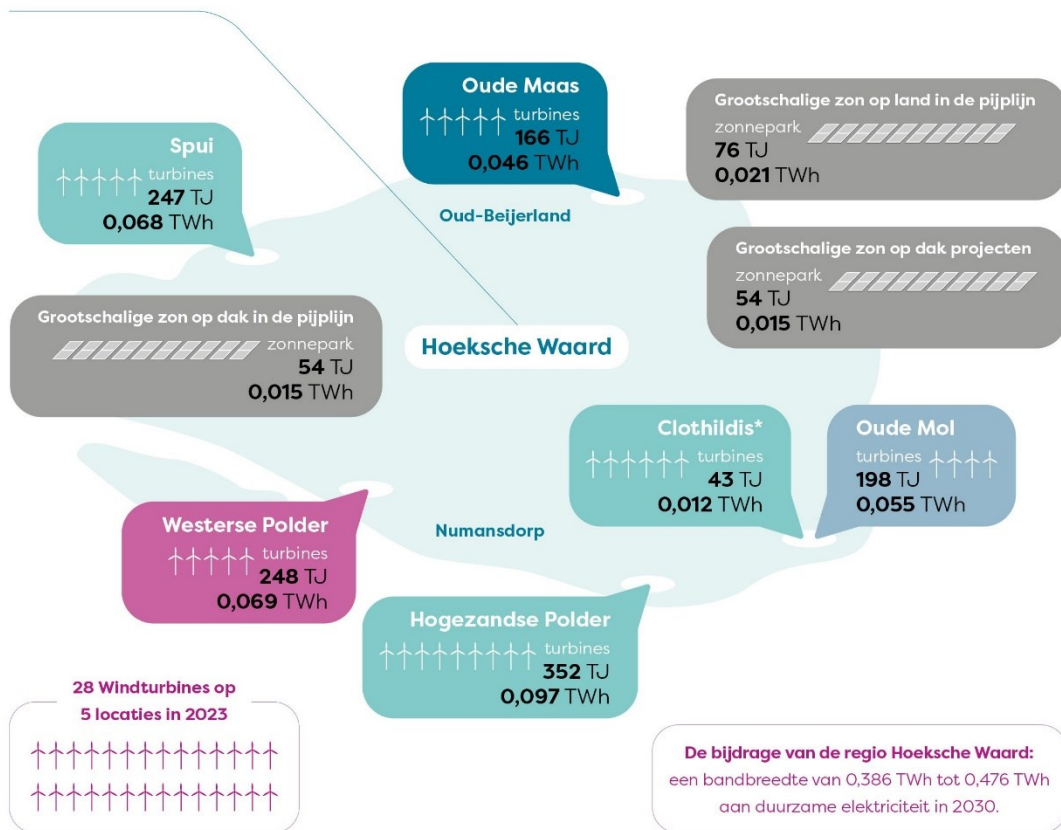 Oude Maas
turbines
166 TJ
0,046 TWh
Grootschalige zon op land in de pijplijn
zonnepark
76 TJ
0,021 TWh
Spui
turbines
247 TJ
0,068 TWh
Oud-Beijerland
Grootschalige zon op dak projecten
zonnepark
54 TJ
0,015 TWh
Grootschalige zon op dak in de pijplijn
zonnepark
54 TJ
0,015 TWh
Hoeksche Waard
Clothildis*
turbines
43 TJ
0,012 TWh
Oude Mol
turbines
198 TJ
0,055 TWh
Westerse Polder
turbines
248 TJ
0,069 TWh
Numansdorp
Hogezandse Polder
turbines
352 TJ
0,097 TWh
28 Windturbines op
5 locaties in 2023
De bijdrage van de regio Hoeksche Waard:
een bandbreedte van 0,386 TWh tot 0,476 TWh
aan duurzame elektriciteit in 2030.